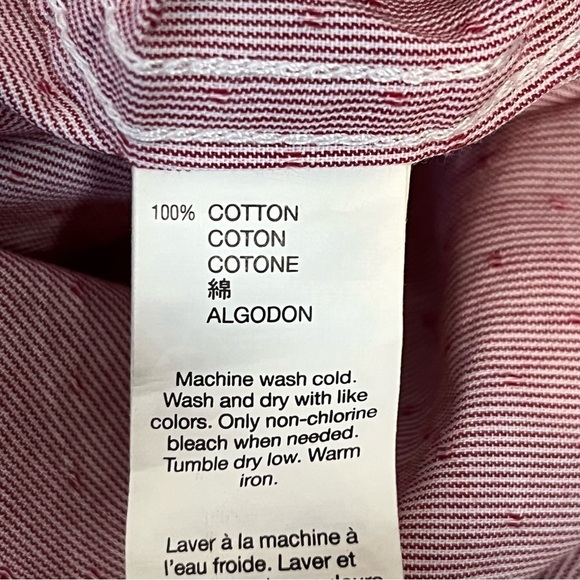 100% COTTON
COTON
COTONE
綿
ALGODON
Machine wash cold.
Wash and dry with like
colors. Only non-chlorine
bleach when needed.
Tumble dry low. Warm
iron.
Laver à la machine à
l'eau froide. Laver et